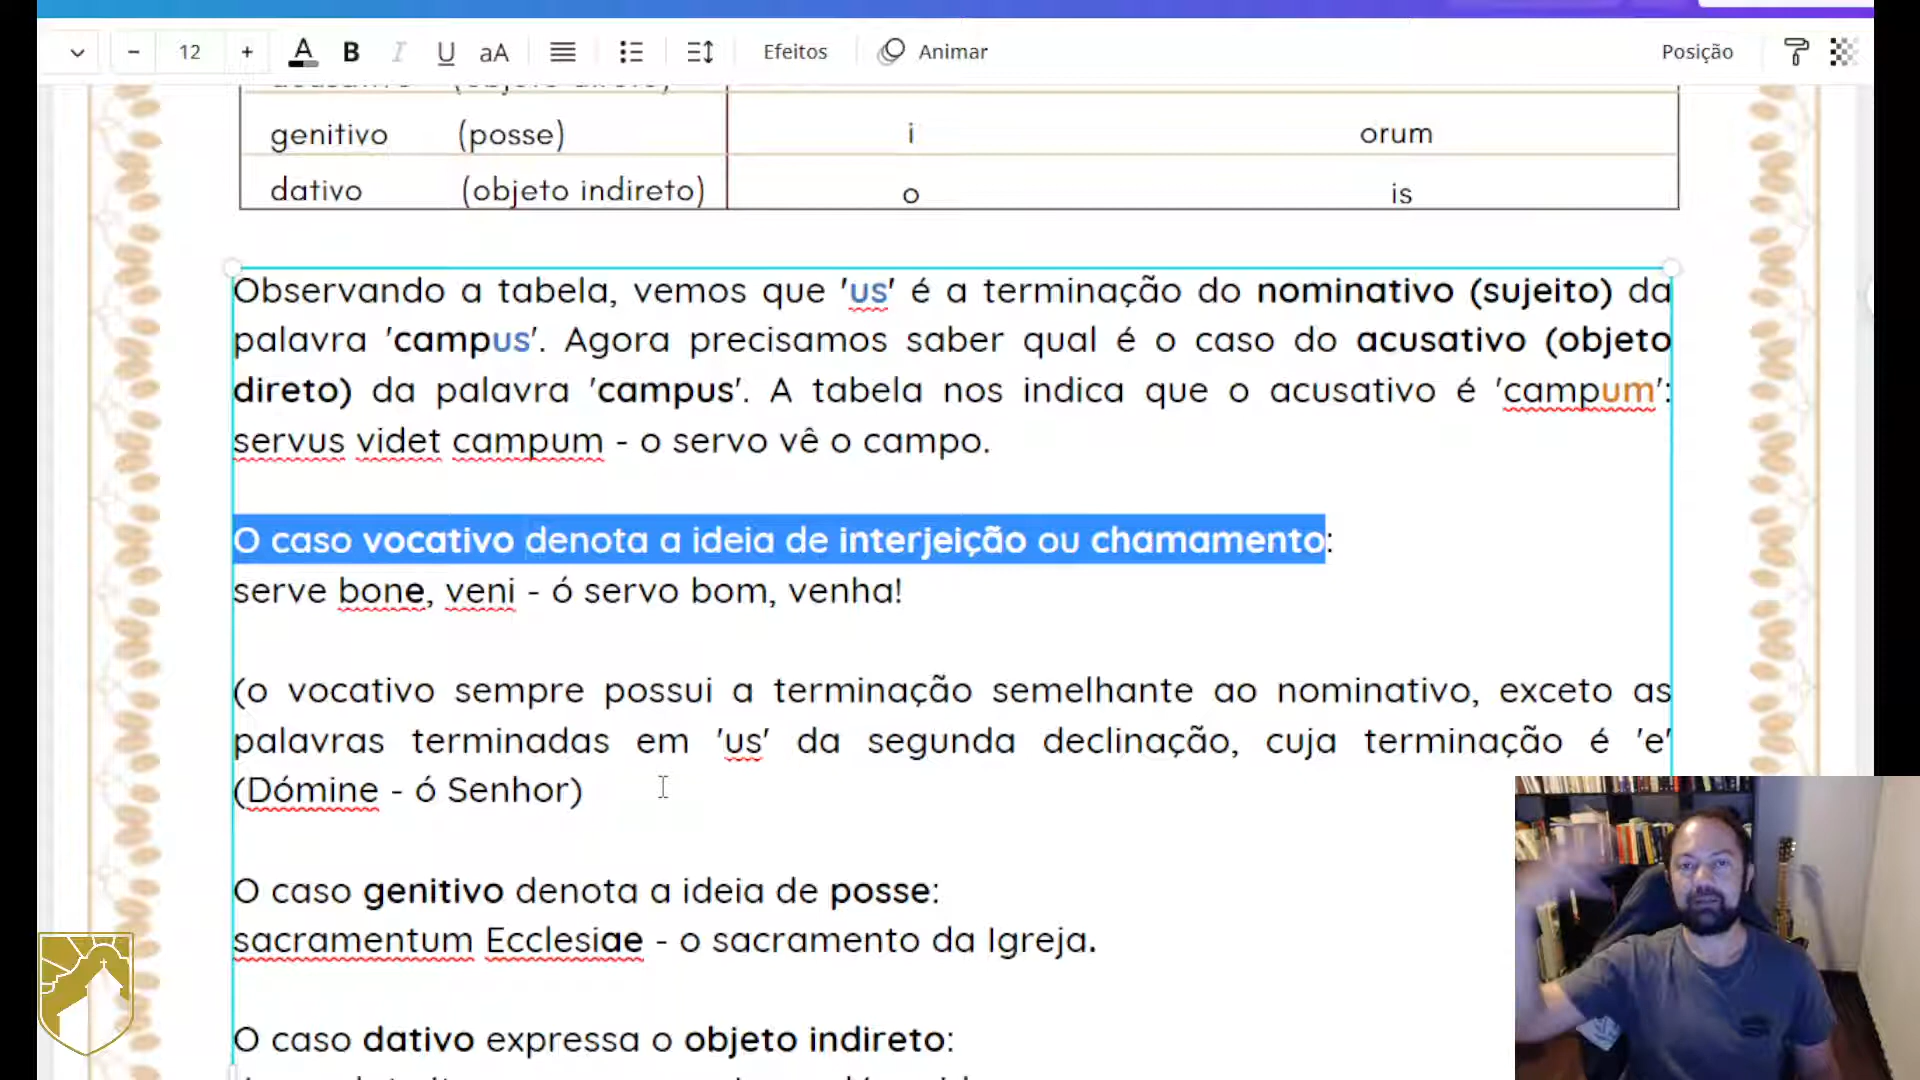 12
aA
Efeitos
Animar
Posição
genitivo (posse) i orum
dativo (objeto indireto) o is
Observando a tabela, vemos que 'us' é a terminação do nominativo (sujeito) da
palavra 'campus'. Agora precisamos saber qual é o caso do acusativo (objeto
direto) da palavra 'campus'. A tabela nos indica que o acusativo é 'campum':
servus videt campum - o servo vê o campo.
O caso vocativo denota a ideia de interjeição ou chamamento:
serve bone, veni - ó servo bom, venha!
(o vocativo sempre possui a terminação semelhante ao nominativo, exceto as
palavras terminadas em 'us' da segunda declinação, cuja terminação é 'e'
(Dómine - ó Senhor)
O caso genitivo denota a ideia de posse:
sacramentum Ecclesiae - o sacramento da Igreja.
O caso dativo expressa o objeto indireto: